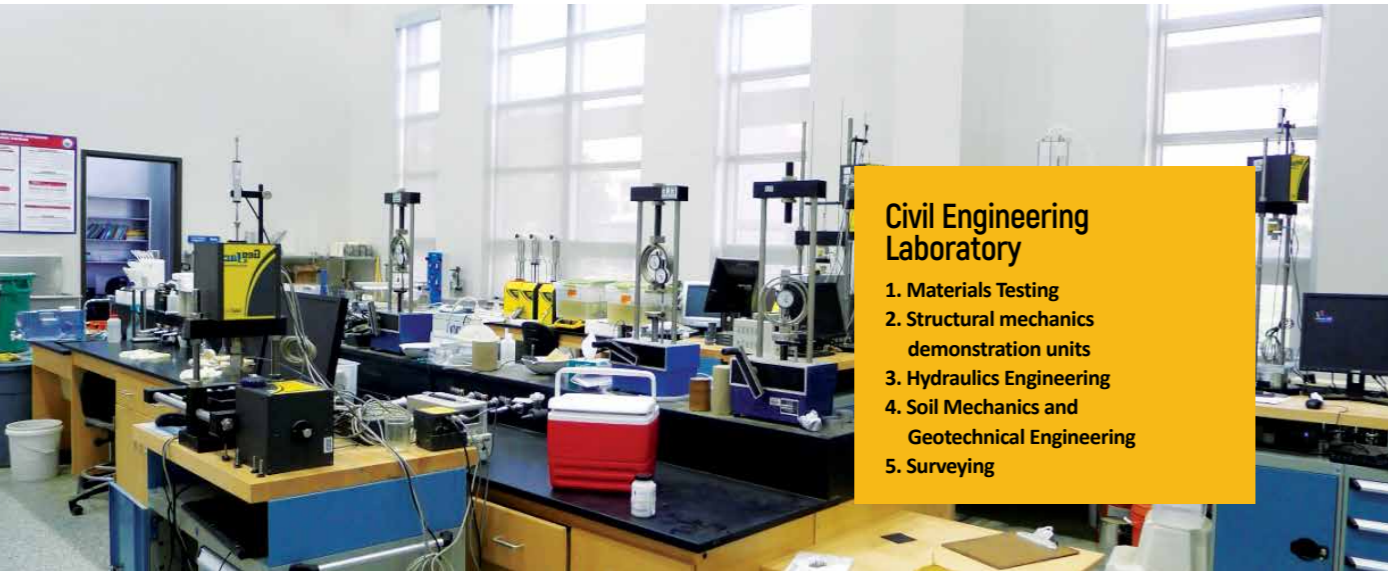 Civil Engineering
Laboratory
1. Materials Testing
2. Structural mechanics
demonstration units
3. Hydraulics Engineering
4. Soil Mechanics and
Geotechnical Engineering
5. Surveying